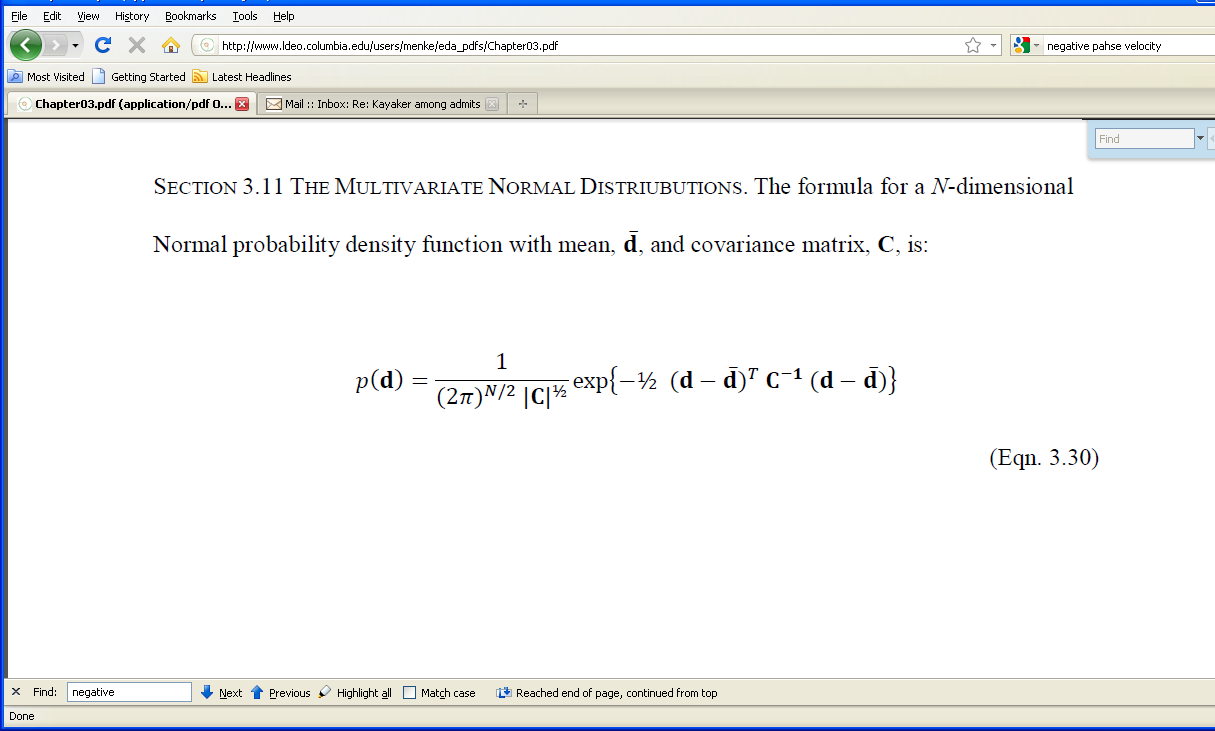 File Edit View History Bookmarks Tools Help
http://www.ldeo.columbia.edu/users/menke/eda_pdfs/Chapter03.pdf negative pahse velocity
Most Visited Getting Started Latest Headlines
Chapter03.pdf (application/pdf O... Mail :: Inbox: Re: Kayaker among admits
Find
SECTION 3.11 THE MULTIVARIATE NORMAL DISTRIUBUTIONS. The formula for a N-dimensional
Normal probability density function with mean, d̄, and covariance matrix, C, is:
p(d) = 1 / ((2π)^{N/2} |C|^{½}) exp{−½ (d − d̄)^T C^{−1} (d − d̄)}
(Eqn. 3.30)
Find: negative Next Previous Highlight all Match case Reached end of page, continued from top
Done